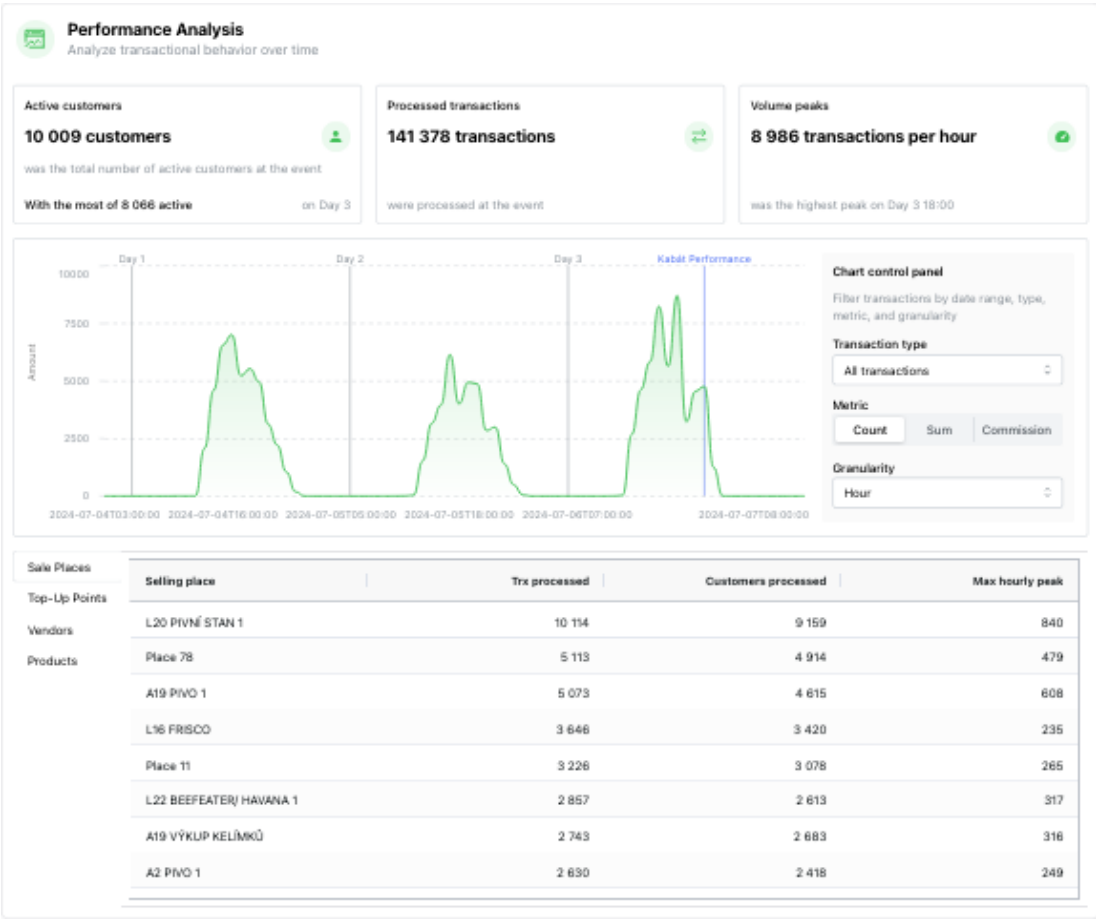 Performance Analysis
Analyze transactional behavior over time
Active customers
10 009 customers
was the total number of active customers at the event
With the most of 8 066 active on Day 3
Processed transactions
141 378 transactions
were processed at the event
Volume peaks
8 986 transactions per hour
was the highest peak on Day 3 18:00
Day 1 Day 2 Day 3 Kabát Performance
10000
7500
5000
2500
0
Amount
2024-07-04T03:00:00 2024-07-04T16:00:00 2024-07-05T05:00:00 2024-07-05T18:00:00 2024-07-06T07:00:00 2024-07-07T08:00:00
Chart control panel
Filter transactions by date range, type,
metric, and granularity
Transaction type
All transactions
Metric
Count Sum Commission
Granularity
Hour
Sale Places
Top-Up Points
Vendors
Products
Selling place Trx processed Customers processed Max hourly peak
L20 PIVNÍ STAN 1 10 114 9 159 840
Place 78 5 113 4 914 479
A19 PIVO 1 5 073 4 615 608
L16 FRISCO 3 646 3 420 235
Place 11 3 226 3 078 265
L22 BEEFEATER/ HAVANA 1 2 857 2 613 317
A19 VÝKUP KELÍMKŮ 2 743 2 683 316
A2 PIVO 1 2 630 2 418 249